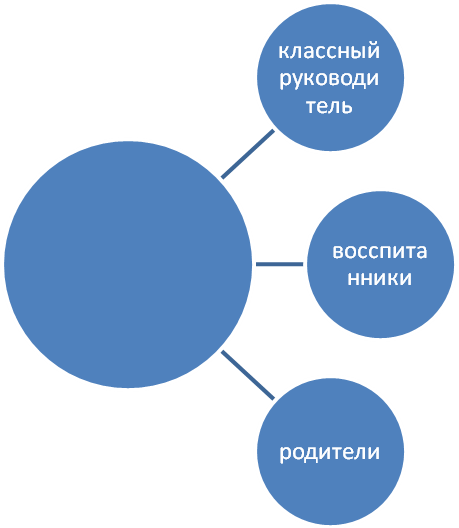 классный
руководи
тель
восспита
нники
родители